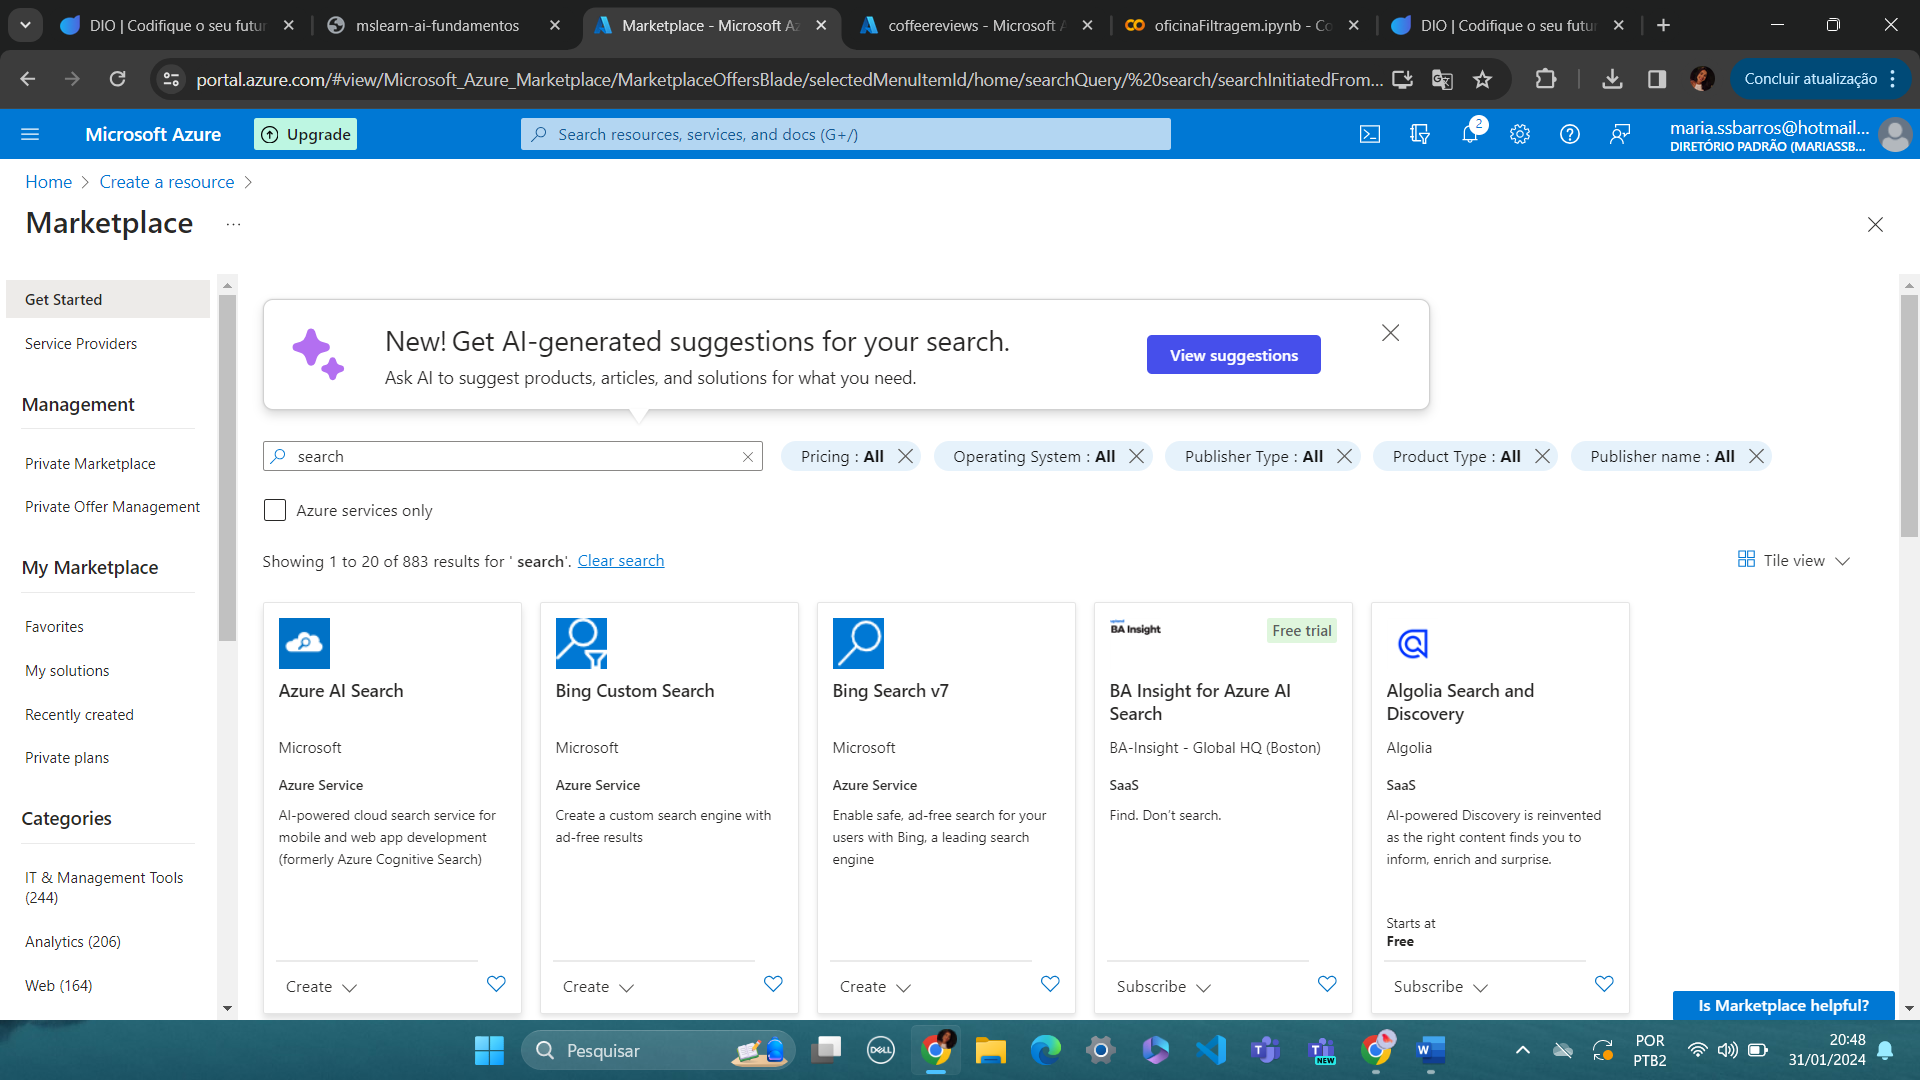 DIO | Codifique o seu futur
mslearn-ai-fundamentos
Marketplace - Microsoft Az
coffeereviews - Microsoft A
oficinaFiltragem.ipynb - Co
DIO | Codifique o seu futur
portal.azure.com/#view/Microsoft_Azure_Marketplace/MarketplaceOffersBlade/selectedMenuItemId/home/searchQuery/%20search/searchInitiatedFrom...
Concluir atualização
Microsoft Azure
Upgrade
Search resources, services, and docs (G+/)
2
maria.ssbarros@hotmail...
DIRETÓRIO PADRÃO (MARIASSB...
Home > Create a resource >
Marketplace ...
Get Started
Service Providers
Management
Private Marketplace
Private Offer Management
My Marketplace
Favorites
My solutions
Recently created
Private plans
Categories
IT & Management Tools
(244)
Analytics (206)
Web (164)
New! Get AI-generated suggestions for your search.
Ask AI to suggest products, articles, and solutions for what you need.
View suggestions
search
Pricing : All
Operating System : All
Publisher Type : All
Product Type : All
Publisher name : All
Azure services only
Showing 1 to 20 of 883 results for ' search'. Clear search
Tile view
Azure AI Search
Microsoft
Azure Service
AI-powered cloud search service for
mobile and web app development
(formerly Azure Cognitive Search)
Create
Bing Custom Search
Microsoft
Azure Service
Create a custom search engine with
ad-free results
Create
Bing Search v7
Microsoft
Azure Service
Enable safe, ad-free search for your
users with Bing, a leading search
engine
Create
BA Insight
Free trial
BA Insight for Azure AI
Search
BA-Insight - Global HQ (Boston)
SaaS
Find. Don't search.
Subscribe
Algolia Search and
Discovery
Algolia
SaaS
AI-powered Discovery is reinvented
as the right content finds you to
inform, enrich and surprise.
Starts at
Free
Subscribe
Is Marketplace helpful?
Pesquisar
DELL
NEW
POR
PTB2
20:48
31/01/2024